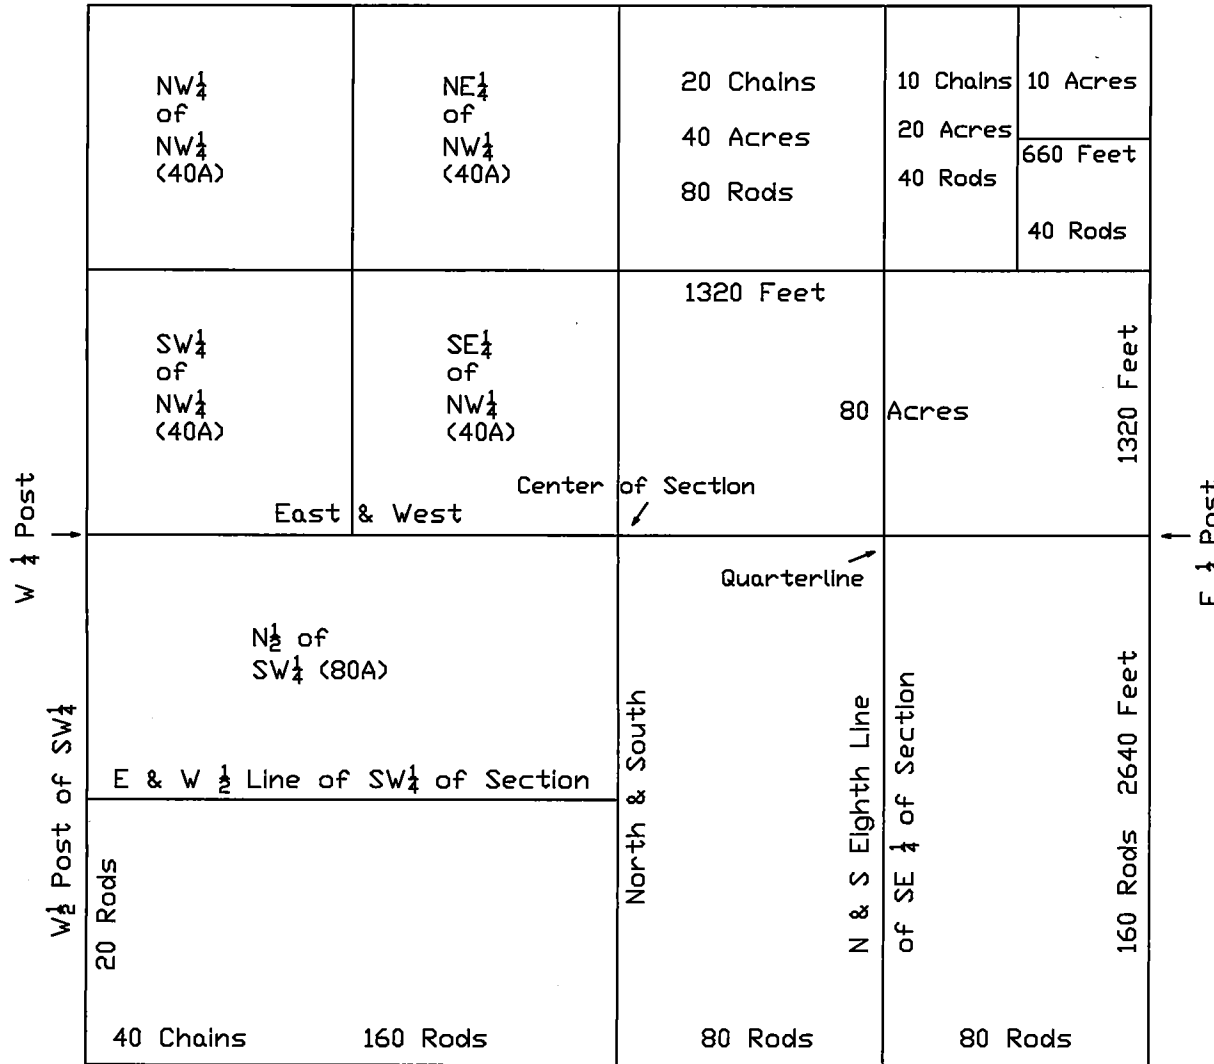 NW¼
of
NW¼
(40A)
NE¼
of
NW¼
(40A)
20 Chains
40 Acres
80 Rods
10 Chains
20 Acres
40 Rods
10 Acres
660 Feet
40 Rods
SW¼
of
NW¼
(40A)
SE¼
of
NW¼
(40A)
1320 Feet
80 Acres
1320 Feet
Center of Section
East & West
W ¼ Post
Post
Quarterline
N½ of
SW¼ (80A)
W½ Post of SW¼
E & W ½ Line of SW¼ of Section
20 Rods
40 Chains
160 Rods
North & South
N & S Eighth Line
of SE ¼ of Section
160 Rods 2640 Feet
80 Rods
80 Rods